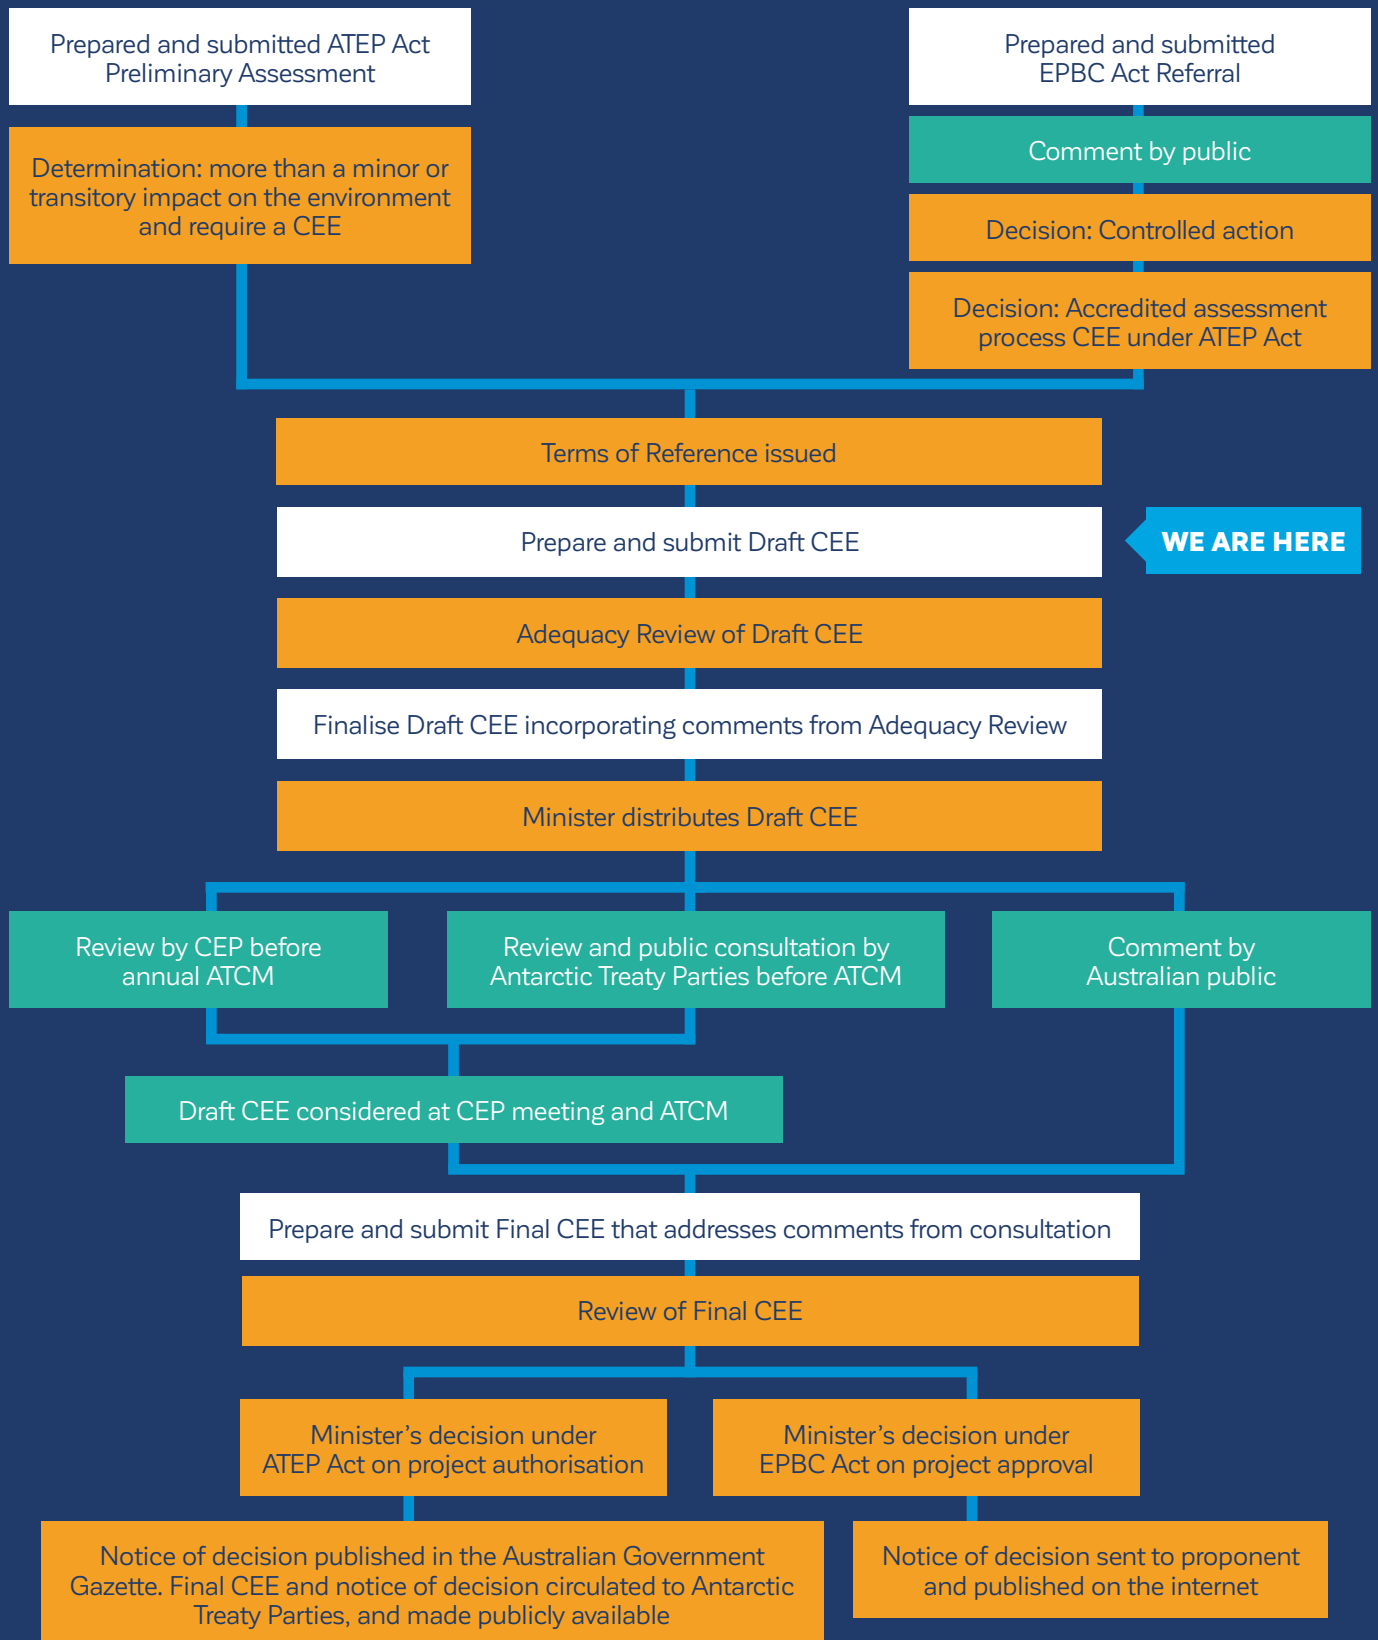 Prepared and submitted ATEP Act
Preliminary Assessment
Prepared and submitted
EPBC Act Referral
Determination: more than a minor or
transitory impact on the environment
and require a CEE
Comment by public
Decision: Controlled action
Decision: Accredited assessment
process CEE under ATEP Act
Terms of Reference issued
Prepare and submit Draft CEE
WE ARE HERE
Adequacy Review of Draft CEE
Finalise Draft CEE incorporating comments from Adequacy Review
Minister distributes Draft CEE
Review by CEP before
annual ATCM
Review and public consultation by
Antarctic Treaty Parties before ATCM
Comment by
Australian public
Draft CEE considered at CEP meeting and ATCM
Prepare and submit Final CEE that addresses comments from consultation
Review of Final CEE
Minister’s decision under
ATEP Act on project authorisation
Minister’s decision under
EPBC Act on project approval
Notice of decision published in the Australian Government
Gazette. Final CEE and notice of decision circulated to Antarctic
Treaty Parties, and made publicly available
Notice of decision sent to proponent
and published on the internet